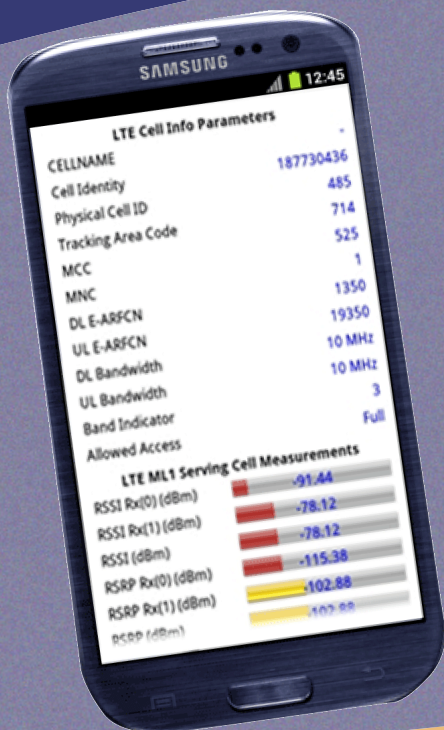 SAMSUNG
12:45
LTE Cell Info Parameters
CELLNAME -
Cell Identity 187730436
Physical Cell ID 485
Tracking Area Code 714
MCC 525
MNC 1
DL E-ARFCN 1350
UL E-ARFCN 19350
DL Bandwidth 10 MHz
UL Bandwidth 10 MHz
Band Indicator 3
Allowed Access Full
LTE ML1 Serving Cell Measurements
RSSI Rx(0) (dBm) -91.44
RSSI Rx(1) (dBm) -78.12
RSSI (dBm) -78.12
RSRP Rx(0) (dBm) -115.38
RSRP Rx(1) (dBm) -102.88
RSRP (dBm) -102.88